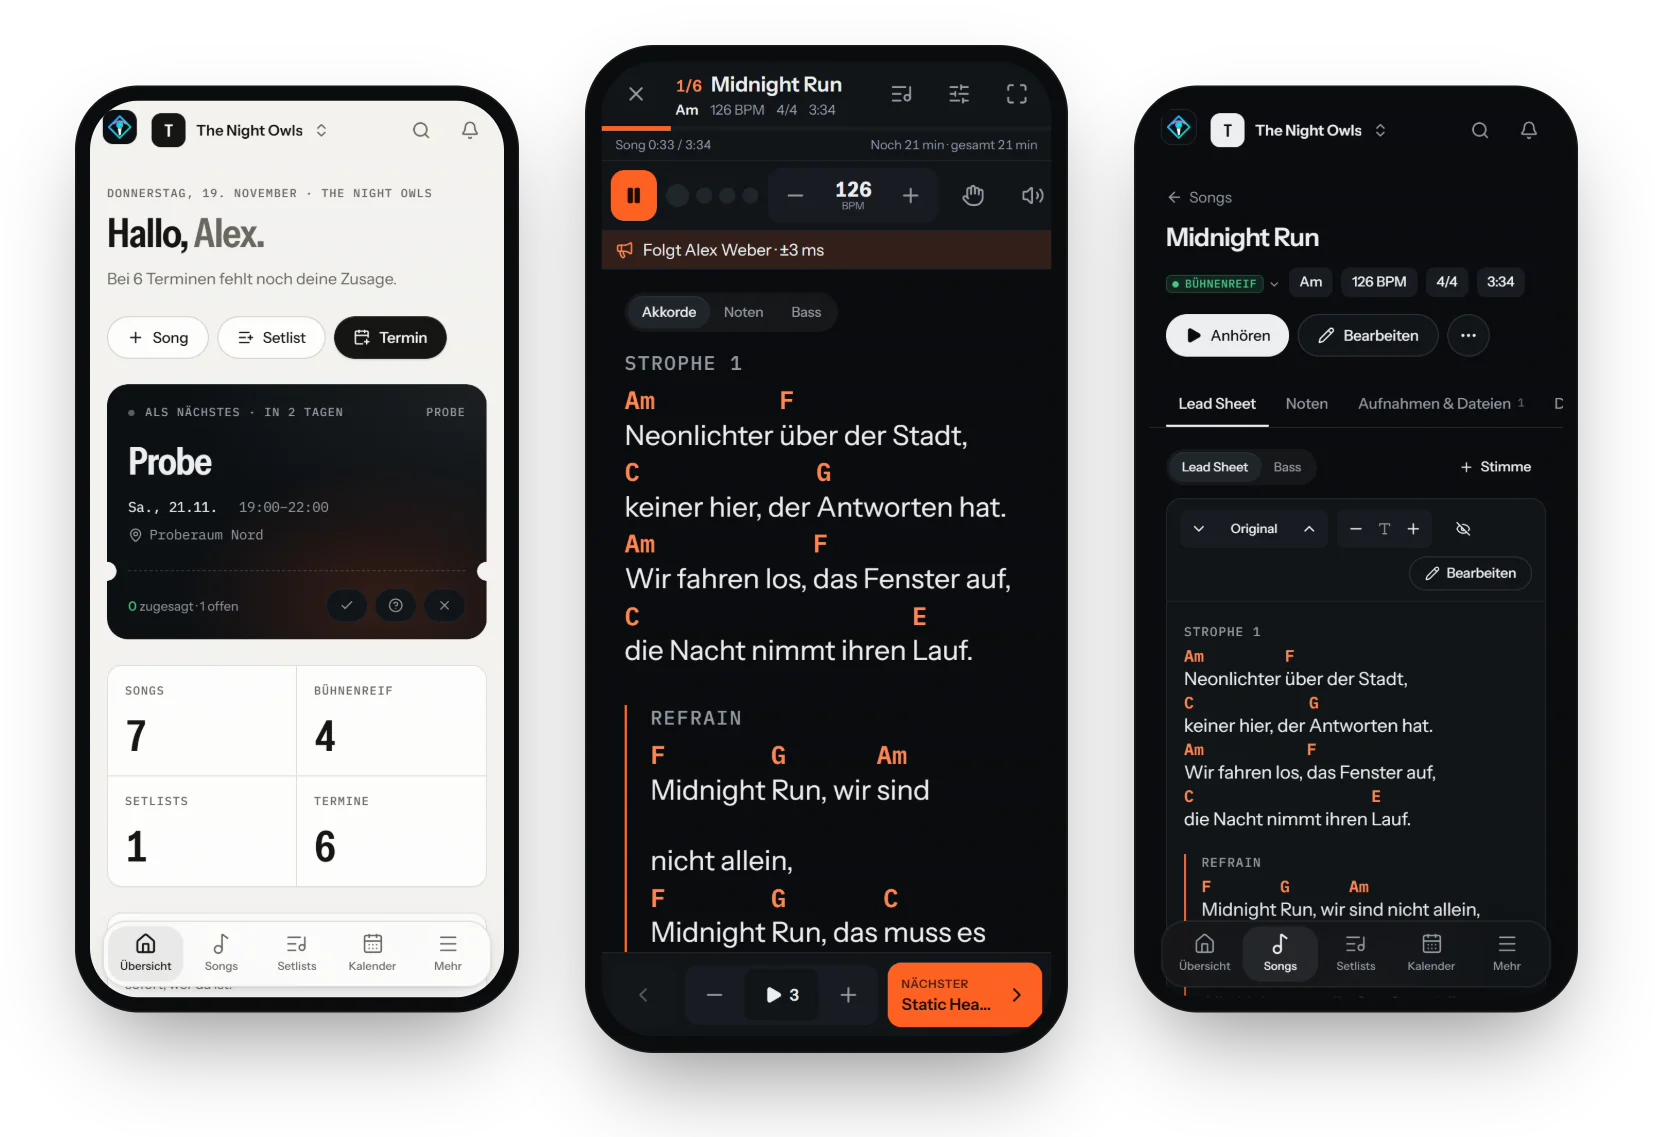 T The Night Owls
DONNERSTAG, 19. NOVEMBER · THE NIGHT OWLS
Hallo, Alex.
Bei 6 Terminen fehlt noch deine Zusage.
+ Song
Setlist
Termin
ALS NÄCHSTES · IN 2 TAGEN
PROBE
Probe
Sa., 21.11. 19:00–22:00
Proberaum Nord
0 zugesagt · 1 offen
SONGS
7
BÜHNENREIF
4
SETLISTS
1
TERMINE
6
Übersicht
Songs
Setlists
Kalender
Mehr
1/6 Midnight Run
Am 126 BPM 4/4 3:34
Song 0:33 / 3:34
Noch 21 min · gesamt 21 min
126
BPM
Folgt Alex Weber · ±3 ms
Akkorde Noten Bass
STROPHE 1
Am F
Neonlichter über der Stadt,
C G
keiner hier, der Antworten hat.
Am F
Wir fahren los, das Fenster auf,
C E
die Nacht nimmt ihren Lauf.
REFRAIN
F G Am
Midnight Run, wir sind
nicht allein,
F G C
Midnight Run, das muss es
3
NÄCHSTER
Static Hea...
T The Night Owls
Songs
Midnight Run
BÜHNENREIF
Am
126 BPM
4/4
3:34
Anhören
Bearbeiten
Lead Sheet
Noten
Aufnahmen & Dateien 1
D
Lead Sheet Bass
+ Stimme
Original
T
Bearbeiten
STROPHE 1
Am F
Neonlichter über der Stadt,
C G
keiner hier, der Antworten hat.
Am F
Wir fahren los, das Fenster auf,
C E
die Nacht nimmt ihren Lauf.
REFRAIN
F G Am
Midnight Run, wir sind nicht allein,
Übersicht
Songs
Setlists
Kalender
Mehr